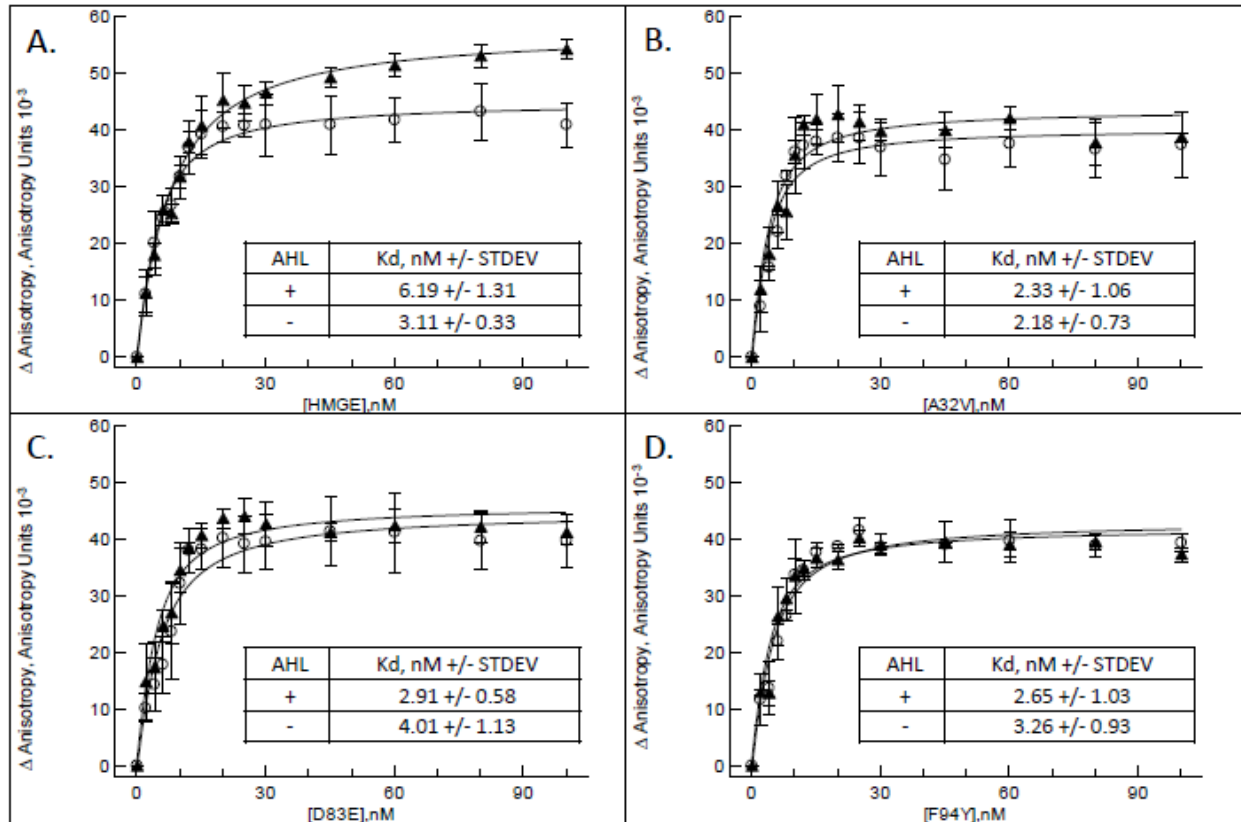 A.
Δ Anisotropy, Anisotropy Units 10-3
60
50
40
30
20
10
0
AHL Kd, nM +/- STDEV
+ 6.19 +/- 1.31
- 3.11 +/- 0.33
0 30 60 90
[HMGE],nM
B.
Δ Anisotropy, Anisotropy Units 10-3
60
50
40
30
20
10
0
AHL Kd, nM +/- STDEV
+ 2.33 +/- 1.06
- 2.18 +/- 0.73
0 30 60 90
[A32V],nM
C.
Δ Anisotropy, Anisotropy Units 10-3
60
50
40
30
20
10
0
AHL Kd, nM +/- STDEV
+ 2.91 +/- 0.58
- 4.01 +/- 1.13
0 30 60 90
[D83E],nM
D.
Δ Anisotropy, Anisotropy Units 10-3
60
50
40
30
20
10
0
AHL Kd, nM +/- STDEV
+ 2.65 +/- 1.03
- 3.26 +/- 0.93
0 30 60 90
[F94Y],nM